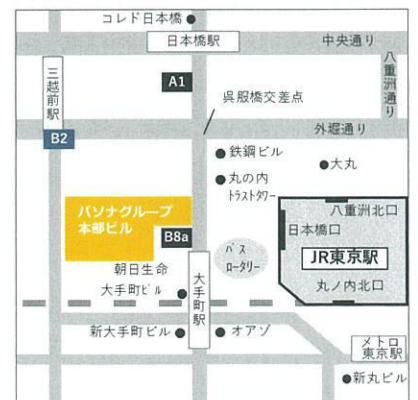 コレド日本橋
日本橋駅
中央通り
三越前駅
A1
八重洲通り
呉服橋交差点
B2
外堀通り
鉄鋼ビル
大丸
丸の内
トラストタワー
パソナグループ
本部ビル
八重洲北口
日本橋口
B8a
バス
ロータリー
JR東京駅
朝日生命
大手町ビル
大手町駅
丸ノ内北口
新大手町ビル
オアゾ
メトロ
東京駅
新丸ビル